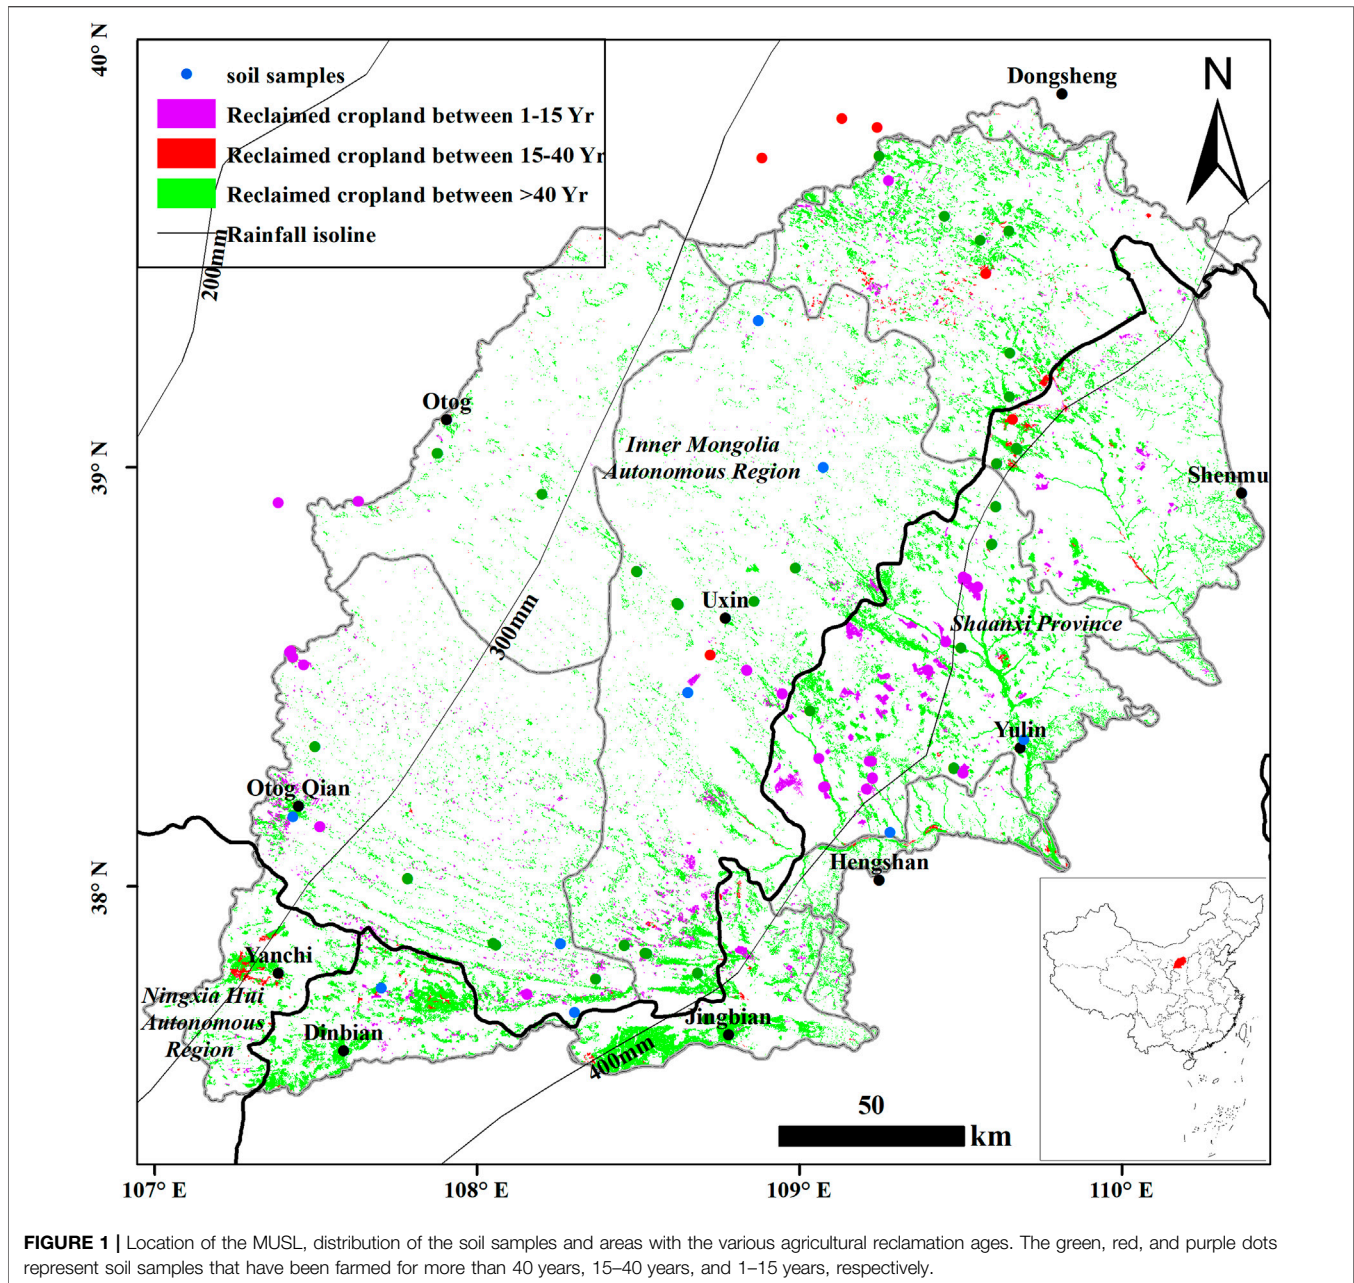 40° N
39° N
38° N
soil samples
Reclaimed cropland between 1-15 Yr
Reclaimed cropland between 15-40 Yr
Reclaimed cropland between >40 Yr
Rainfall isoline
200mm
Dongsheng
N
Otog
Inner Mongolia
Autonomous Region
Shenmu
300mm
Uxin
Shaanxi Province
Yulin
Otog Qian
Hengshan
Yanchi
Ningxia Hui
Autonomous
Region
Dinbian
Jingbian
400mm
50
km
107° E
108° E
109° E
110° E
FIGURE 1 | Location of the MUSL, distribution of the soil samples and areas with the various agricultural reclamation ages. The green, red, and purple dots
represent soil samples that have been farmed for more than 40 years, 15–40 years, and 1–15 years, respectively.